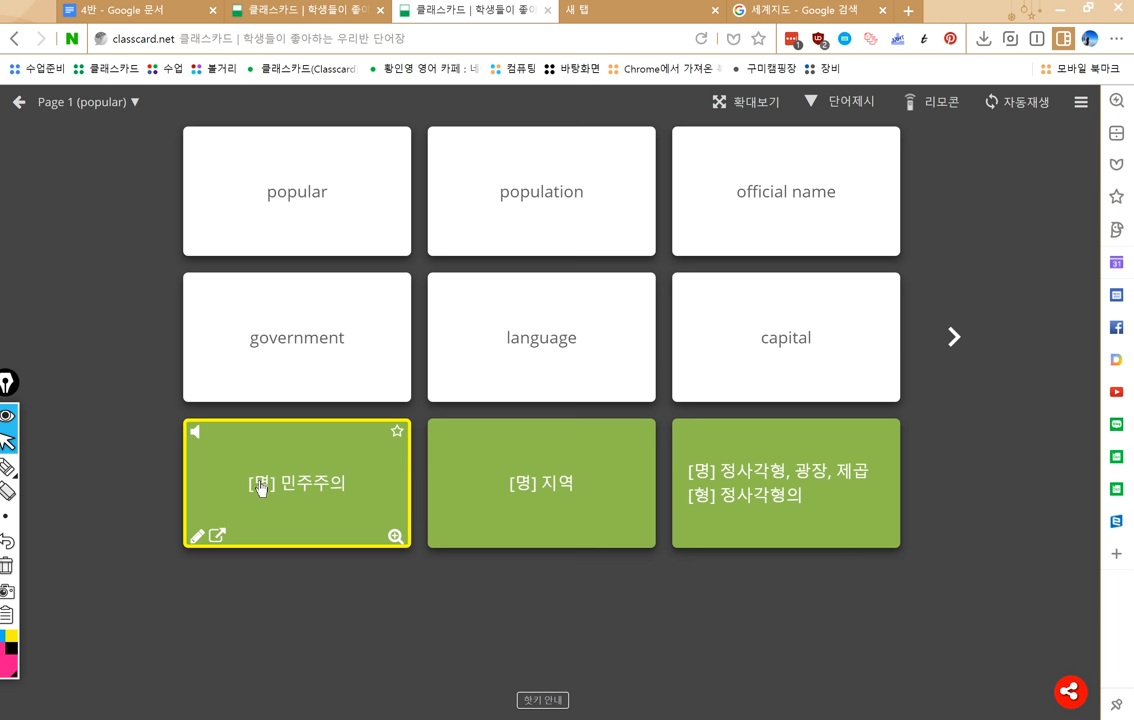 4반 - Google 문서
클래스카드 | 학생들이 좋아
클래스카드 | 학생들이 좋아
새 탭
세계지도 - Google 검색
classcard.net 클래스카드 | 학생들이 좋아하는 우리반 단어장
수업준비
클래스카드
수업
볼거리
클래스카드(Classcard
황인영 영어 카페 ; 네
컴퓨팅
바탕화면
Chrome에서 가져온
구미캠핑장
장비
모바일 북마크
Page 1 (popular) ▼
확대보기
단어제시
리모콘
자동재생
popular
population
official name
government
language
capital
[명] 민주주의
[명] 지역
[명] 정사각형, 광장, 제곱
[형] 정사각형의
핫키 안내